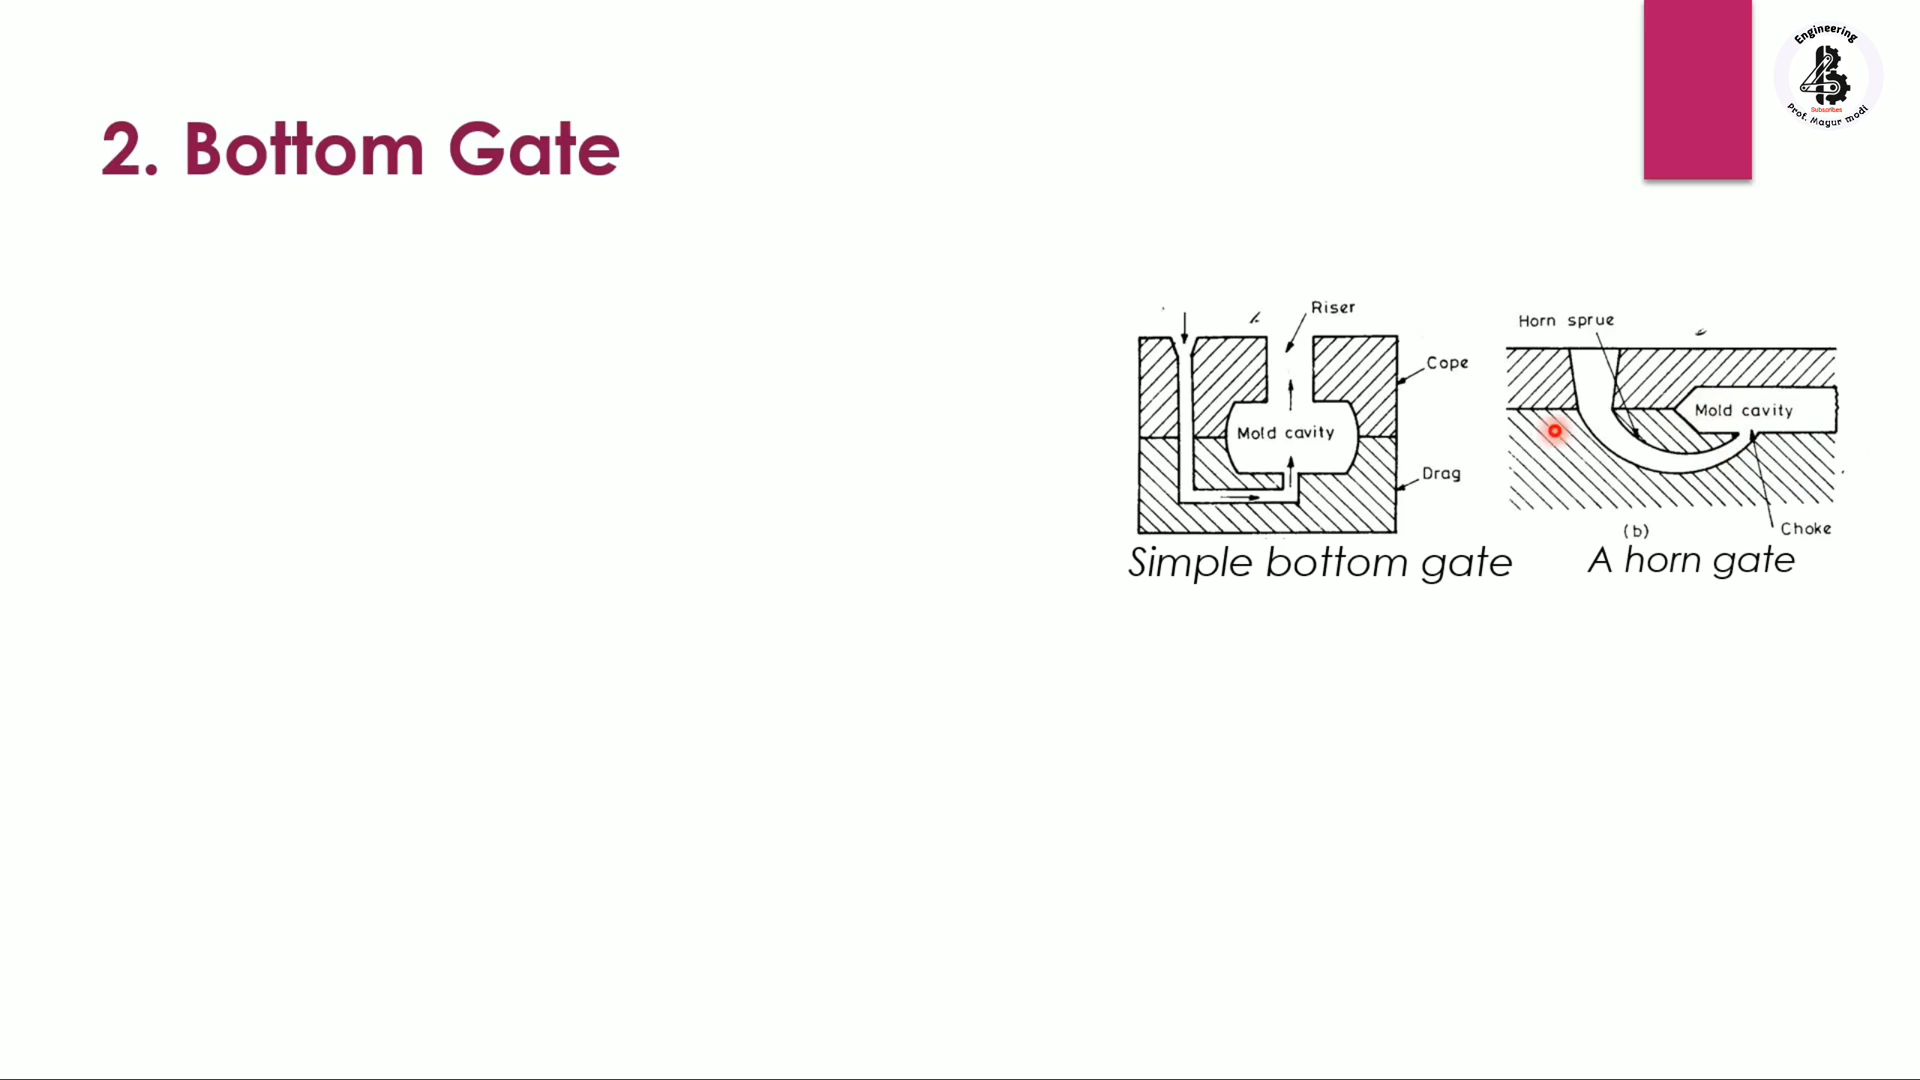 Engineering
Subscribes
Prof. Mayur modi
2. Bottom Gate
Riser
Cope
Mold cavity
Drag
Simple bottom gate
Horn sprue
Mold cavity
Choke
(b)
A horn gate